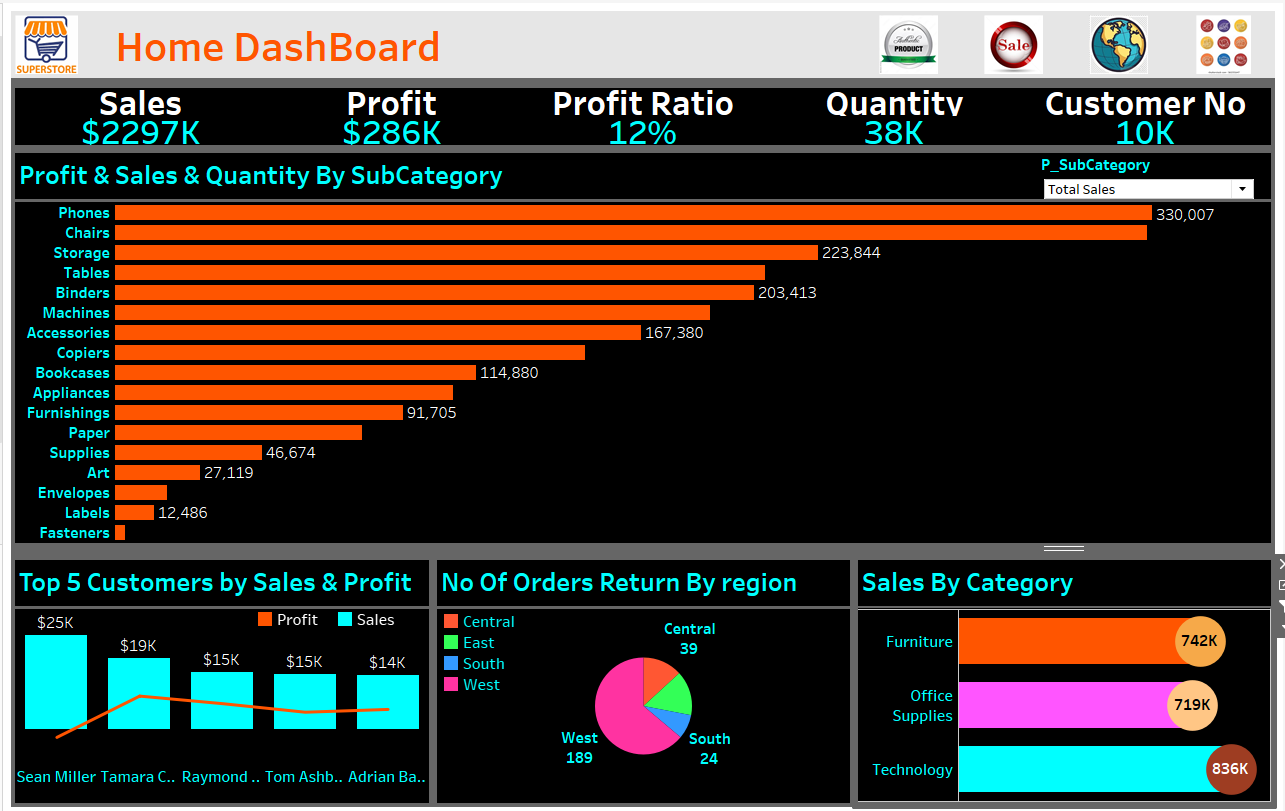 SUPERSTORE
Home DashBoard
Authentic
PRODUCT
Sale
Sales
$2297K
Profit
$286K
Profit Ratio
12%
Quantity
38K
Customer No
10K
Profit & Sales & Quantity By SubCategory
P_SubCategory
Total Sales
Phones 330,007
Chairs
Storage 223,844
Tables
Binders 203,413
Machines
Accessories 167,380
Copiers
Bookcases 114,880
Appliances
Furnishings 91,705
Paper
Supplies 46,674
Art 27,119
Envelopes
Labels 12,486
Fasteners
Top 5 Customers by Sales & Profit
Profit Sales
$25K $19K $15K $15K $14K
Sean Miller Tamara C.. Raymond .. Tom Ashb.. Adrian Ba..
No Of Orders Return By region
Central
East
South
West
Central
39
West
189
South
24
Sales By Category
Furniture 742K
Office
Supplies 719K
Technology 836K